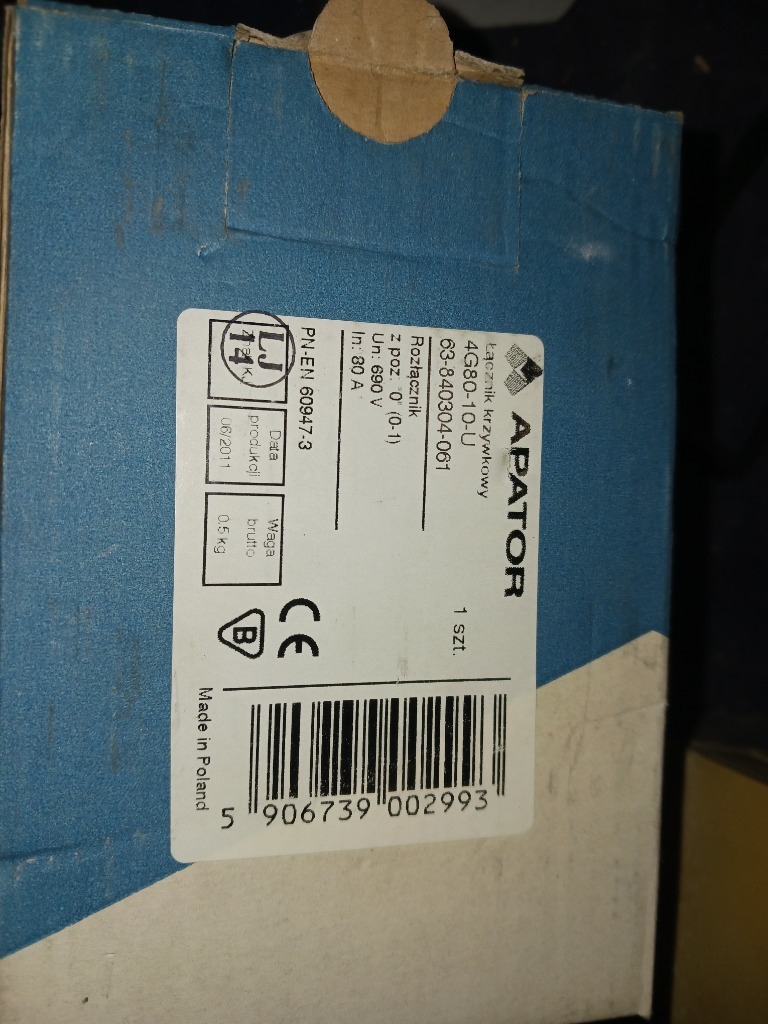 APATOR
Łącznik krzywkowy
4G80-10-U
63-840304-061
1 szt.
Rozłącznik
z poz. "0" (0-1)
Un: 690 V
In: 80 A
PN-EN 60947-3
LJ
14
Data
produkcji
06/2011
Waga
brutto
0.5 kg
CE
B
Made in Poland
5 906739 002993